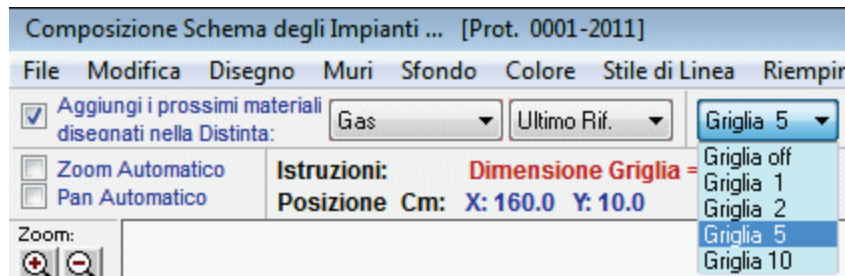 Composizione Schema degli Impianti ... [Prot. 0001-2011]
File Modifica Disegno Muri Sfondo Colore Stile di Linea Riempir
Aggiungi i prossimi materiali
diseonati nella Distinta:
Gas Ultimo Rif. Griglia 5
Zoom Automatico
Pan Automatico
Istruzioni: Dimensione Griglia =
Posizione Cm: X: 160.0 Y: 10.0
Griglia off
Griglia 1
Griglia 2
Griglia 5
Griglia 10
Zoom: